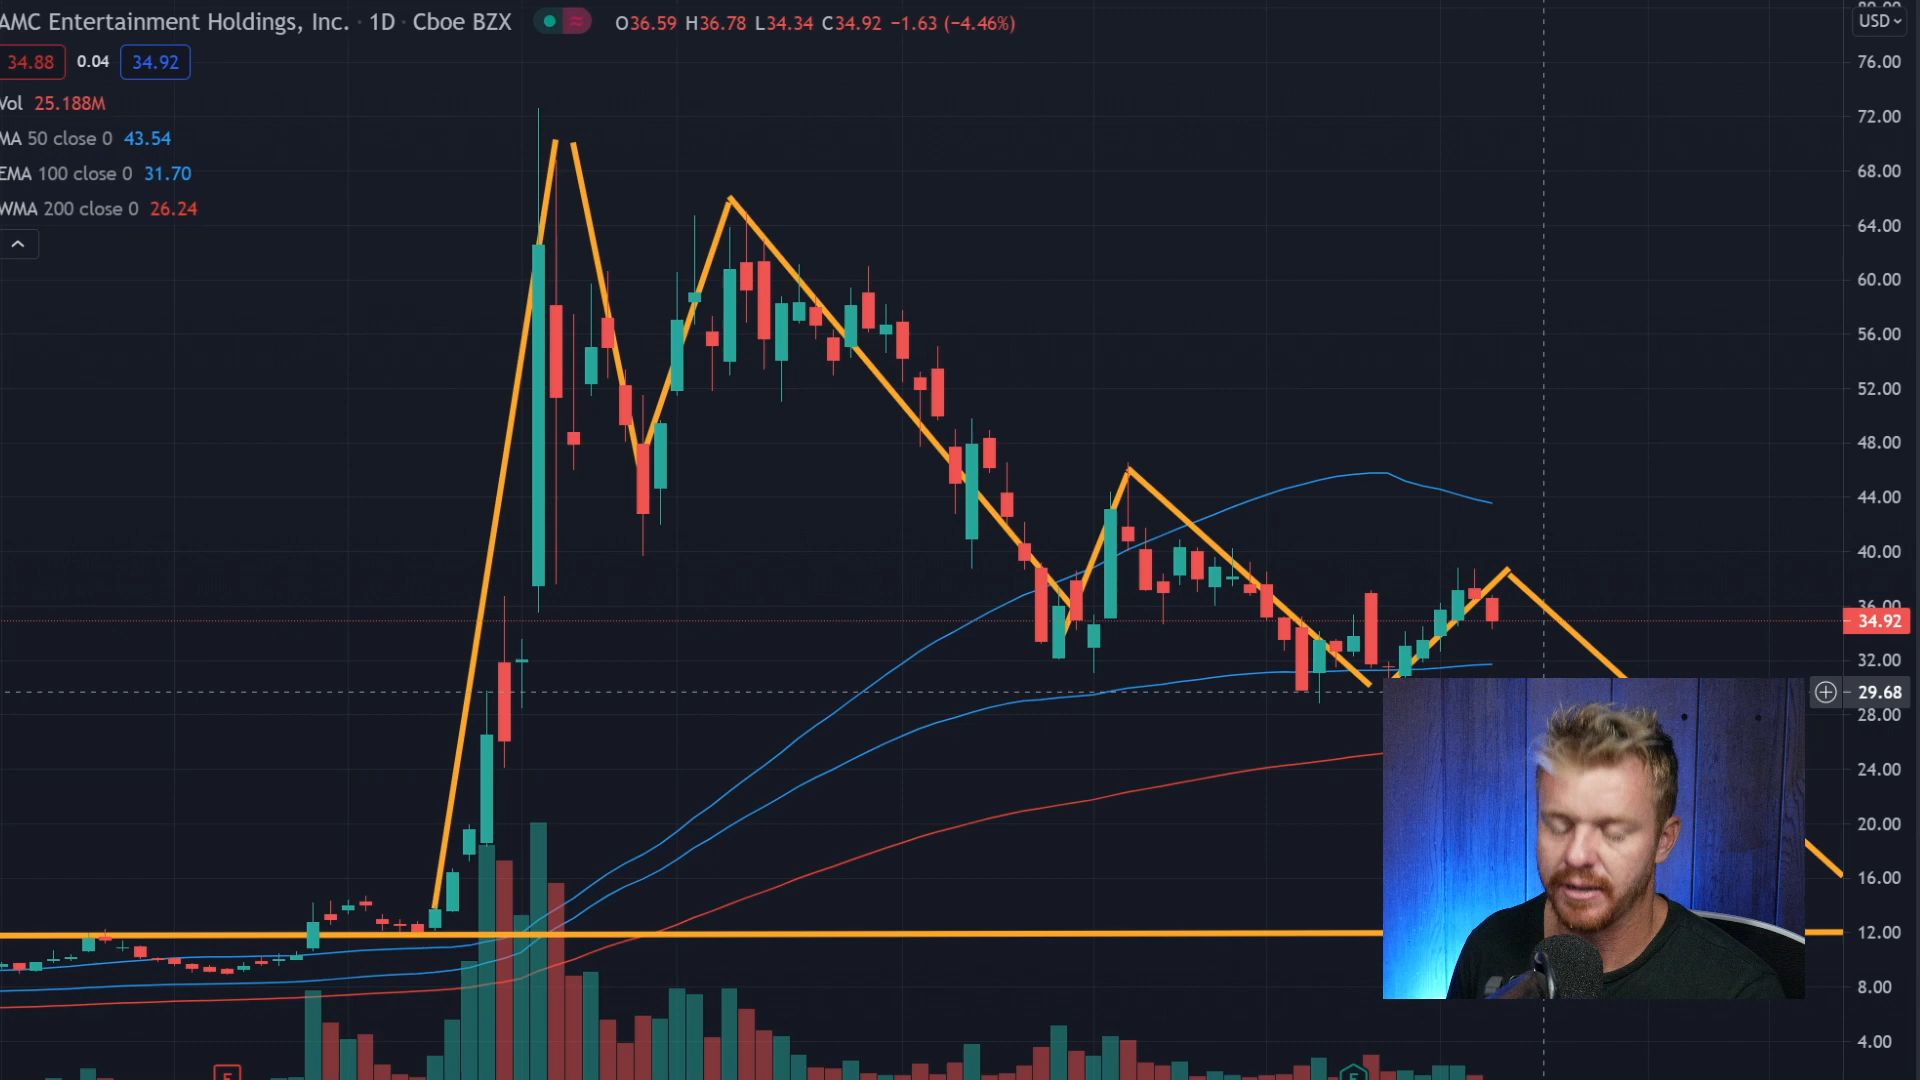 AMC Entertainment Holdings, Inc. · 1D · Cboe BZX O36.59 H36.78 L34.34 C34.92 −1.63 (−4.46%)
USD
34.88 0.04 34.92
Vol 25.188M
MA 50 close 0 43.54
EMA 100 close 0 31.70
WMA 200 close 0 26.24
80.00
76.00
72.00
68.00
64.00
60.00
56.00
52.00
48.00
44.00
40.00
36.00
34.92
32.00
29.68
28.00
24.00
20.00
16.00
12.00
8.00
4.00
E
E